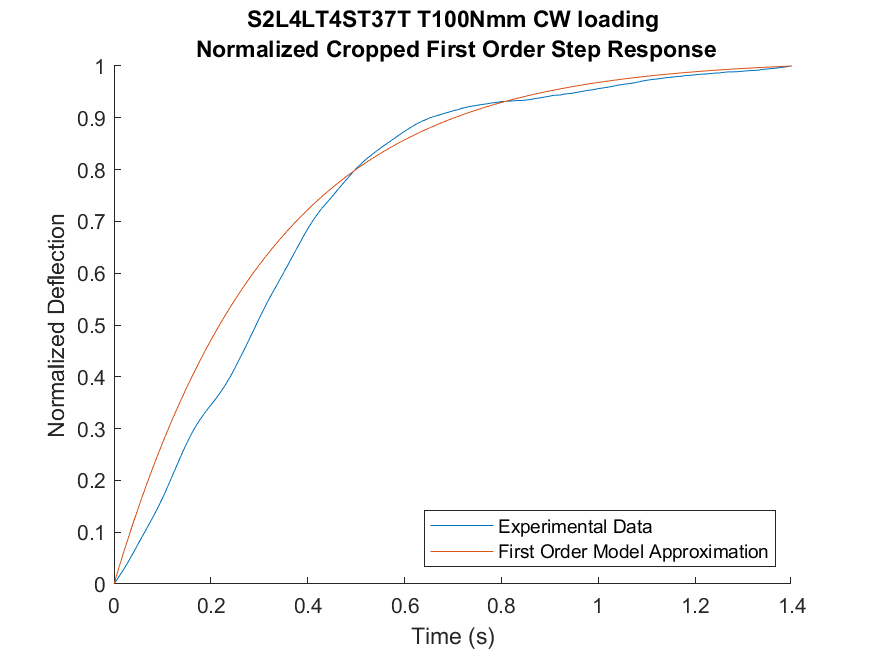 S2L4LT4ST37T T100Nmm CW loading
Normalized Cropped First Order Step Response
1
0.9
0.8
0.7
0.6
0.5
0.4
0.3
0.2
0.1
0
Normalized Deflection
Experimental Data
First Order Model Approximation
0 0.2 0.4 0.6 0.8 1 1.2 1.4
Time (s)